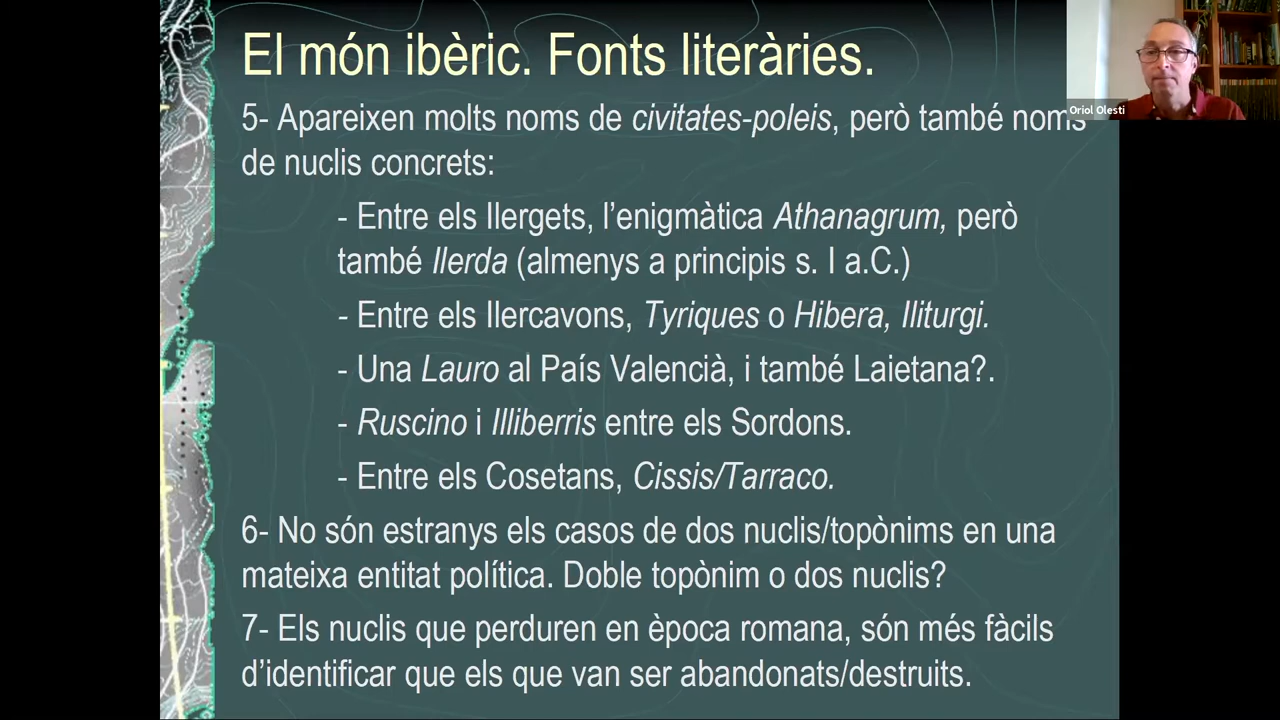 El món ibèric. Fonts literàries.
Oriol Olesti
5- Apareixen molts noms de civitates-poleis, però també noms
de nuclis concrets:
- Entre els Ilergets, l’enigmàtica Athanagrum, però
també Ilerda (almenys a principis s. I a.C.)
- Entre els Ilercavons, Tyriques o Hibera, Iliturgi.
- Una Lauro al País Valencià, i també Laietana?.
- Ruscino i Illiberris entre els Sordons.
- Entre els Cosetans, Cissis/Tarraco.
6- No són estranys els casos de dos nuclis/topònims en una
mateixa entitat política. Doble topònim o dos nuclis?
7- Els nuclis que perduren en època romana, són més fàcils
d’identificar que els que van ser abandonats/destruits.